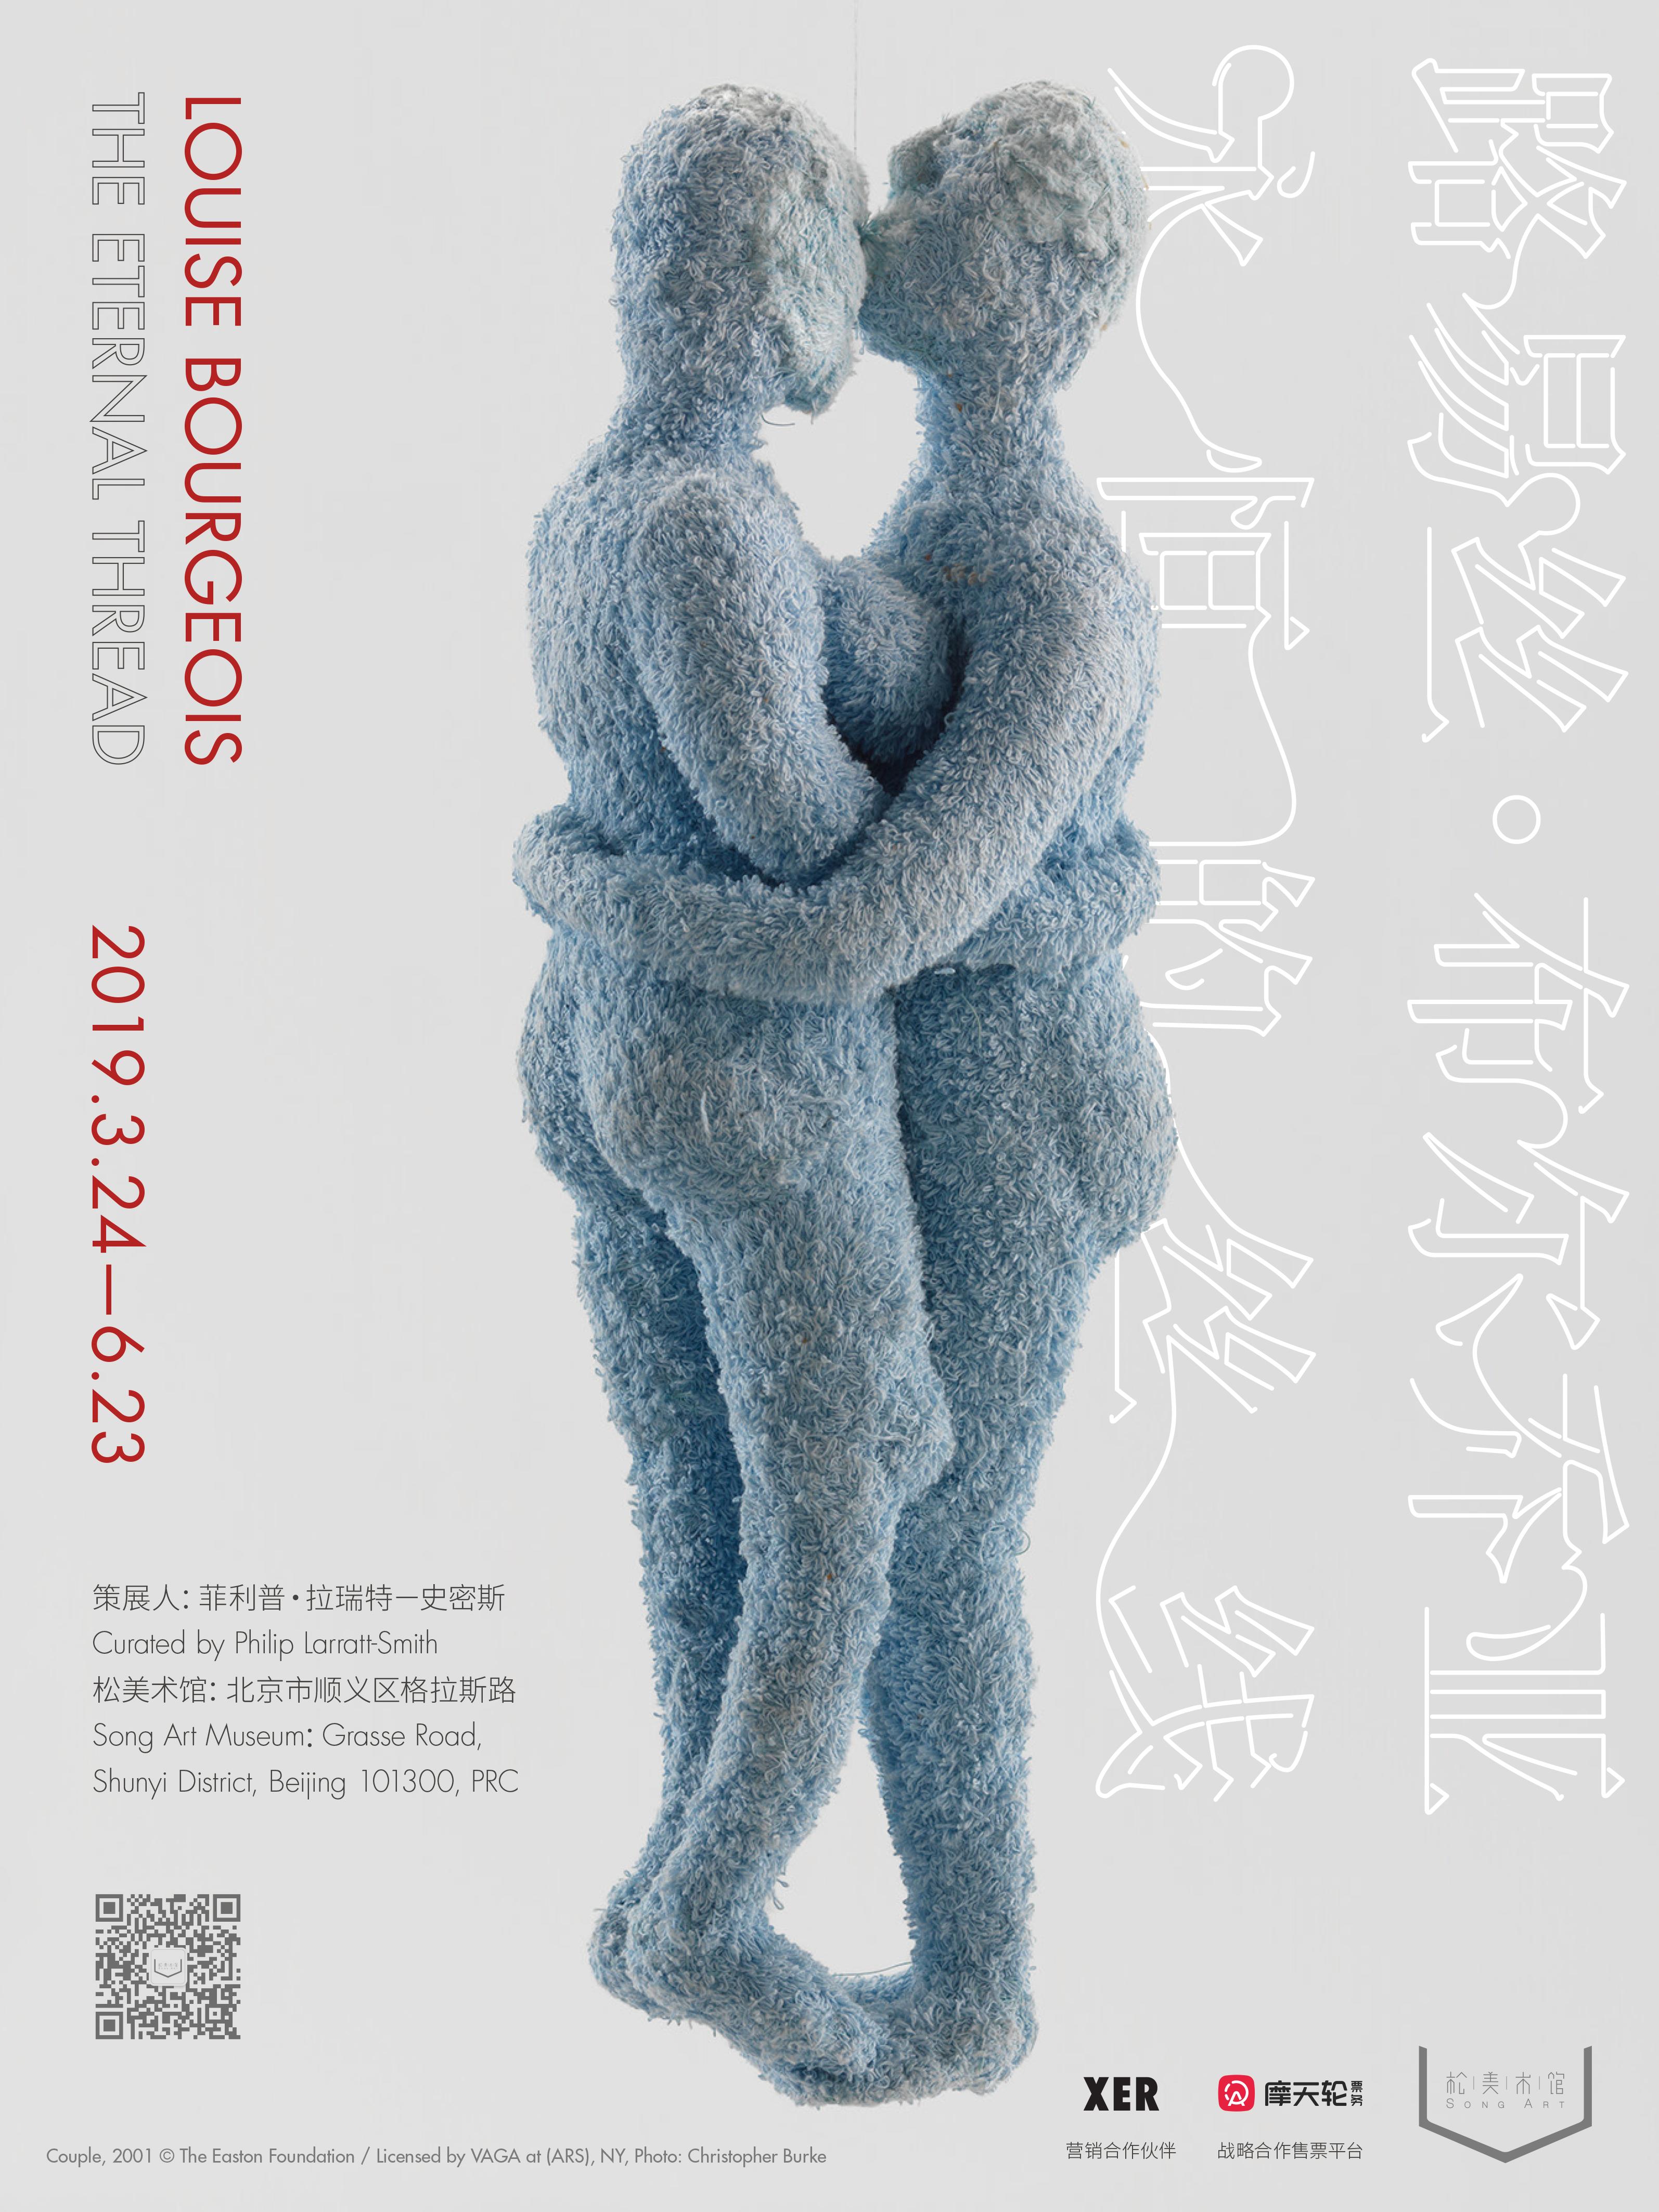 路易丝·布尔乔亚
永恒的丝线
LOUISE BOURGEOIS
THE ETERNAL THREAD
2019.3.24—6.23
策展人: 菲利普·拉瑞特—史密斯
Curated by Philip Larratt-Smith
松美术馆: 北京市顺义区格拉斯路
Song Art Museum: Grasse Road,
Shunyi District, Beijing 101300, PRC
XER
营销合作伙伴
摩天轮票务
战略合作售票平台
松美术馆
SONG ART
Couple, 2001 © The Easton Foundation / Licensed by VAGA at (ARS), NY, Photo: Christopher Burke